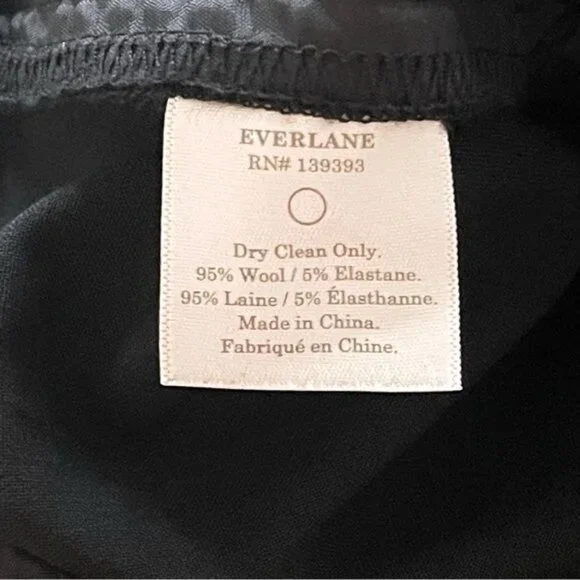 EVERLANE
RN# 139393
Dry Clean Only.
95% Wool / 5% Elastane.
95% Laine / 5% Élasthanne.
Made in China.
Fabriqué en Chine.